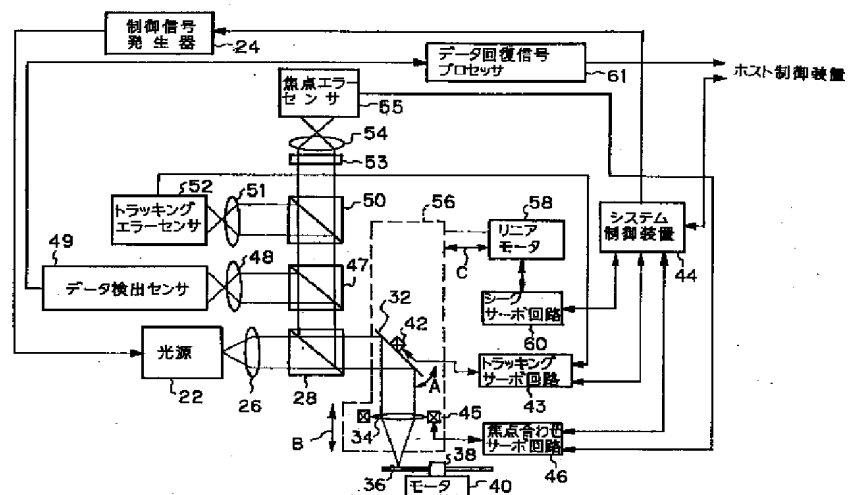 制御信号
発生器
24
データ回復信号
プロセッサ
61
ホスト制御装置
焦点エラー
センサ
55
54
53
52
51
50
トラッキング
エラーセンサ
56
58
リニア
モータ
C
システム
制御装置
44
49
48
47
データ検出センサ
シーク
サーボ回路
60
32
42
光源
22
26
28
A
トラッキング
サーボ回路
43
B
34
45
焦点合わせ
サーボ回路
46
36
38
モータ
40